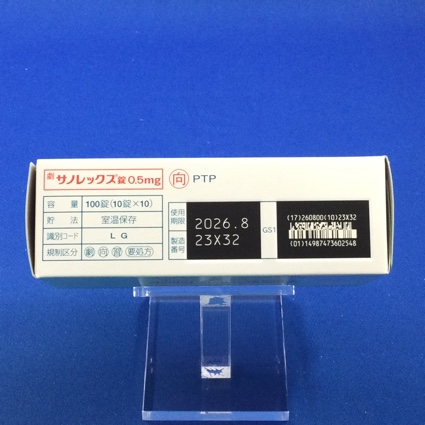 劇 サノレックス錠0.5mg 向 PTP
容 量 100錠(10錠×10)
貯 法 室温保存
識別コード L G
規制区分 劇 向 習 要処方
使用期限 2026.8
製造番号 23X32
GS1
(17)260800(10)23X32
(01)14987473602548